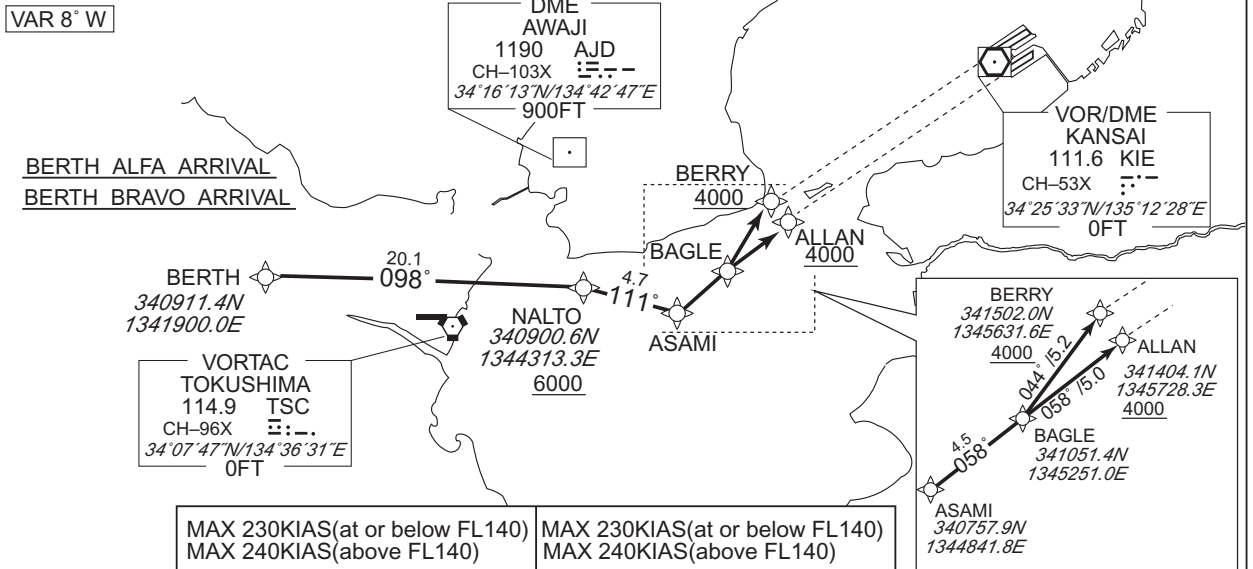 VAR 8° W
DME
AWAJI
1190 AJD
CH–103X
34°16´13˝N/134°42´47˝E
900FT
BERTH ALFA ARRIVAL
BERTH BRAVO ARRIVAL
VOR/DME
KANSAI
111.6 KIE
CH–53X
34°25´33˝N/135°12´28˝E
0FT
BERRY
4000
ALLAN
4000
BAGLE
BERTH
340911.4N
1341900.0E
20.1
098°
NALTO
340900.6N
1344313.3E
6000
4.7
111°
ASAMI
VORTAC
TOKUSHIMA
114.9 TSC
CH–96X
34°07´47˝N/134°36´31˝E
0FT
BERRY
341502.0N
1345631.6E
4000
044° /5.2
058° /5.0
ALLAN
341404.1N
1345728.3E
4000
BAGLE
341051.4N
1345251.0E
4.5
058°
ASAMI
340757.9N
1344841.8E
MAX 230KIAS(at or below FL140)
MAX 240KIAS(above FL140)
MAX 230KIAS(at or below FL140)
MAX 240KIAS(above FL140)